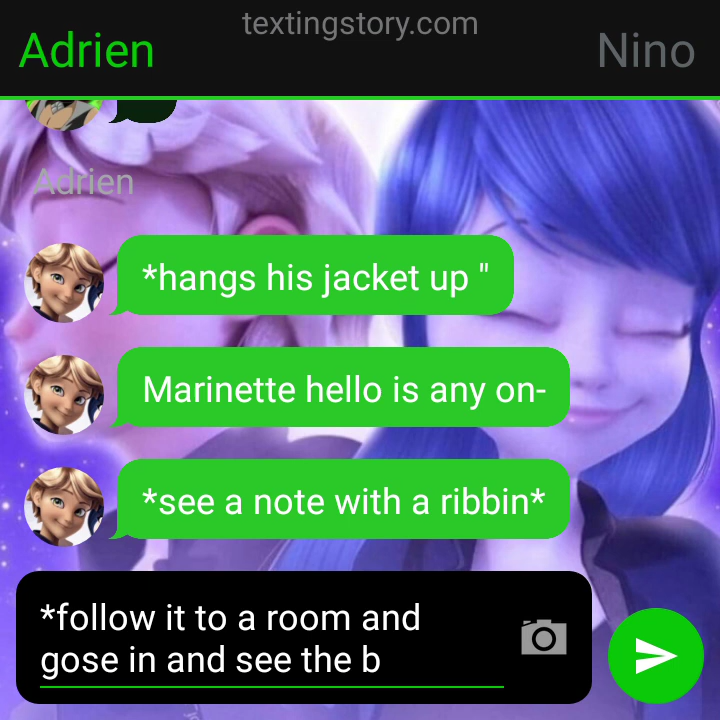 textingstory.com
Adrien
Nino
Adrien
*hangs his jacket up "
Marinette hello is any on-
*see a note with a ribbin*
*follow it to a room and
gose in and see the b